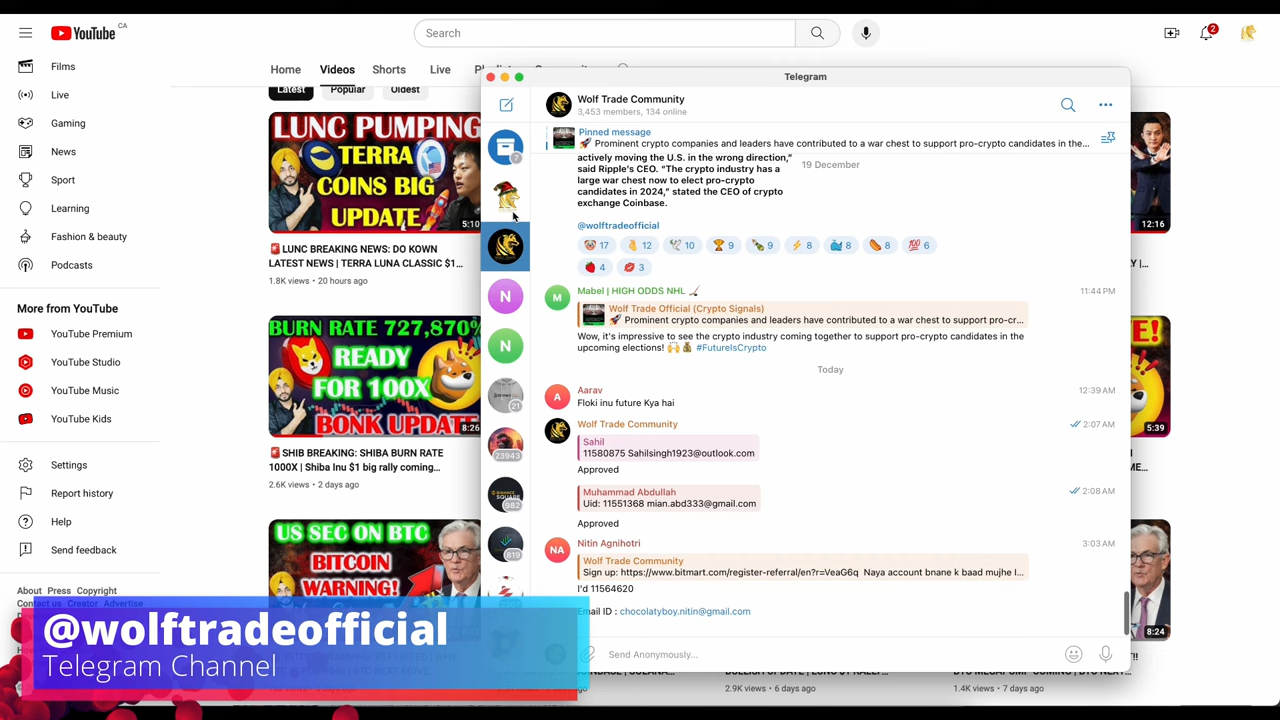 YouTube CA
Search
2
Films
Live
Gaming
News
Sport
Learning
Fashion & beauty
Podcasts
More from YouTube
YouTube Premium
YouTube Studio
YouTube Music
YouTube Kids
Settings
Report history
Help
Send feedback
About Press Copyright
Contact us Creator Advertise
Home Videos Shorts Live
Latest Popular Oldest
LUNC PUMPING
TERRA
COINS BIG
UPDATE
5:10
🚨LUNC BREAKING NEWS: DO KOWN
LATEST NEWS | TERRA LUNA CLASSIC $1...
1.8K views • 20 hours ago
BURN RATE 727,870%
READY
FOR 100X
BONK UPDATE
8:26
🚨SHIB BREAKING: SHIBA BURN RATE
1000X | Shiba Inu $1 big rally coming...
2.6K views • 2 days ago
US SEC ON BTC
BITCOIN
WARNING!
Telegram
7
21
23943
982
819
Wolf Trade Community
3,453 members, 134 online
Pinned message
🚀 Prominent crypto companies and leaders have contributed to a war chest to support pro-crypto candidates in the...
19 December
actively moving the U.S. in the wrong direction,"
said Ripple's CEO. "The crypto industry has a
large war chest now to elect pro-crypto
candidates in 2024," stated the CEO of crypto
exchange Coinbase.
@wolftradeofficial
17 12 10 9 9 8 8 8 💯 6
4 3
M
Mabel | HIGH ODDS NHL 11:44 PM
Wolf Trade Official (Crypto Signals)
🚀 Prominent crypto companies and leaders have contributed to a war chest to support pro-cr...
Wow, it's impressive to see the crypto industry coming together to support pro-crypto candidates in the
upcoming elections! 🙌 💰 #FutureIsCrypto
Today
A
Aarav 12:39 AM
Floki inu future Kya hai
Wolf Trade Community 2:07 AM
Sahil
11580875 Sahilsingh1923@outlook.com
Approved
Muhammad Abdullah 2:08 AM
Uid: 11551368 mian.abd333@gmail.com
Approved
NA
Nitin Agnihotri 3:03 AM
Wolf Trade Community
Sign up: https://www.bitmart.com/register-referral/en?r=VeaG6q Naya account bnane k baad mujhe I...
I'd 11564620
Email ID : chocolatyboy.nitin@gmail.com
Send Anonymously...
N
N
12:16
5:39
8:24
2.9K views • 6 days ago
1.4K views • 7 days ago
@wolftradeofficial
Telegram Channel